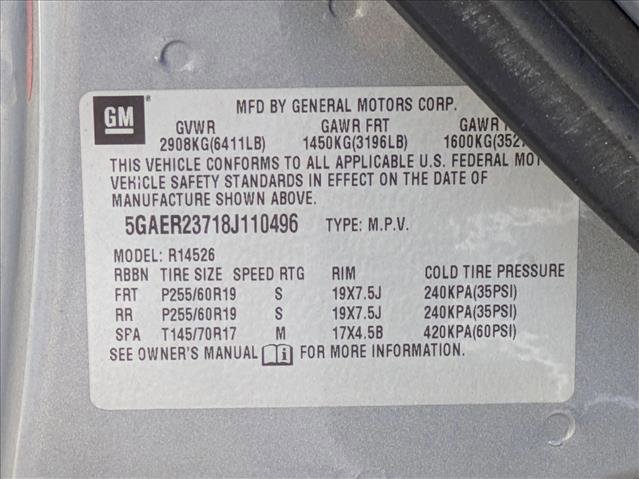 GM ® MFD BY GENERAL MOTORS CORP.
GVWR GAWR FRT GAWR
2908KG(6411LB) 1450KG(3196LB) 1600KG(3527
THIS VEHICLE CONFORMS TO ALL APPLICABLE U.S. FEDERAL MOT
VEHICLE SAFETY STANDARDS IN EFFECT ON THE DATE OF
MANUFACTURE SHOWN ABOVE.
5GAER23718J110496 TYPE: M.P.V.
MODEL: R14526
RBBN TIRE SIZE SPEED RTG RIM COLD TIRE PRESSURE
FRT P255/60R19 S 19X7.5J 240KPA(35PSI)
RR P255/60R19 S 19X7.5J 240KPA(35PSI)
SPA T145/70R17 M 17X4.5B 420KPA(60PSI)
SEE OWNER'S MANUAL i FOR MORE INFORMATION.